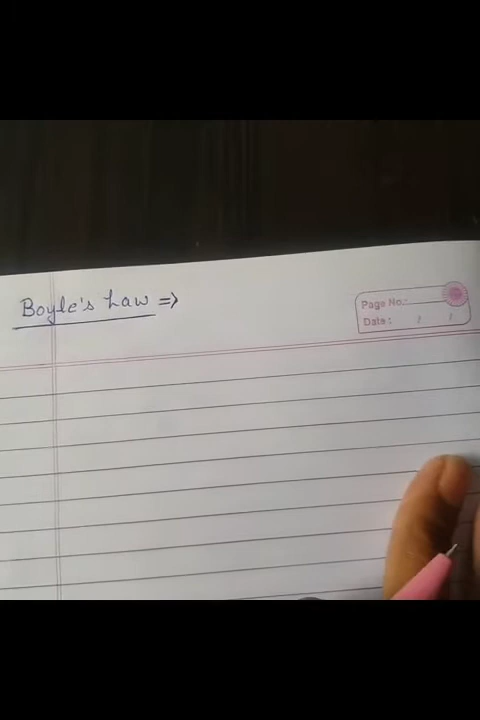 Boyle's Law =>
Page No.:
Date : / /